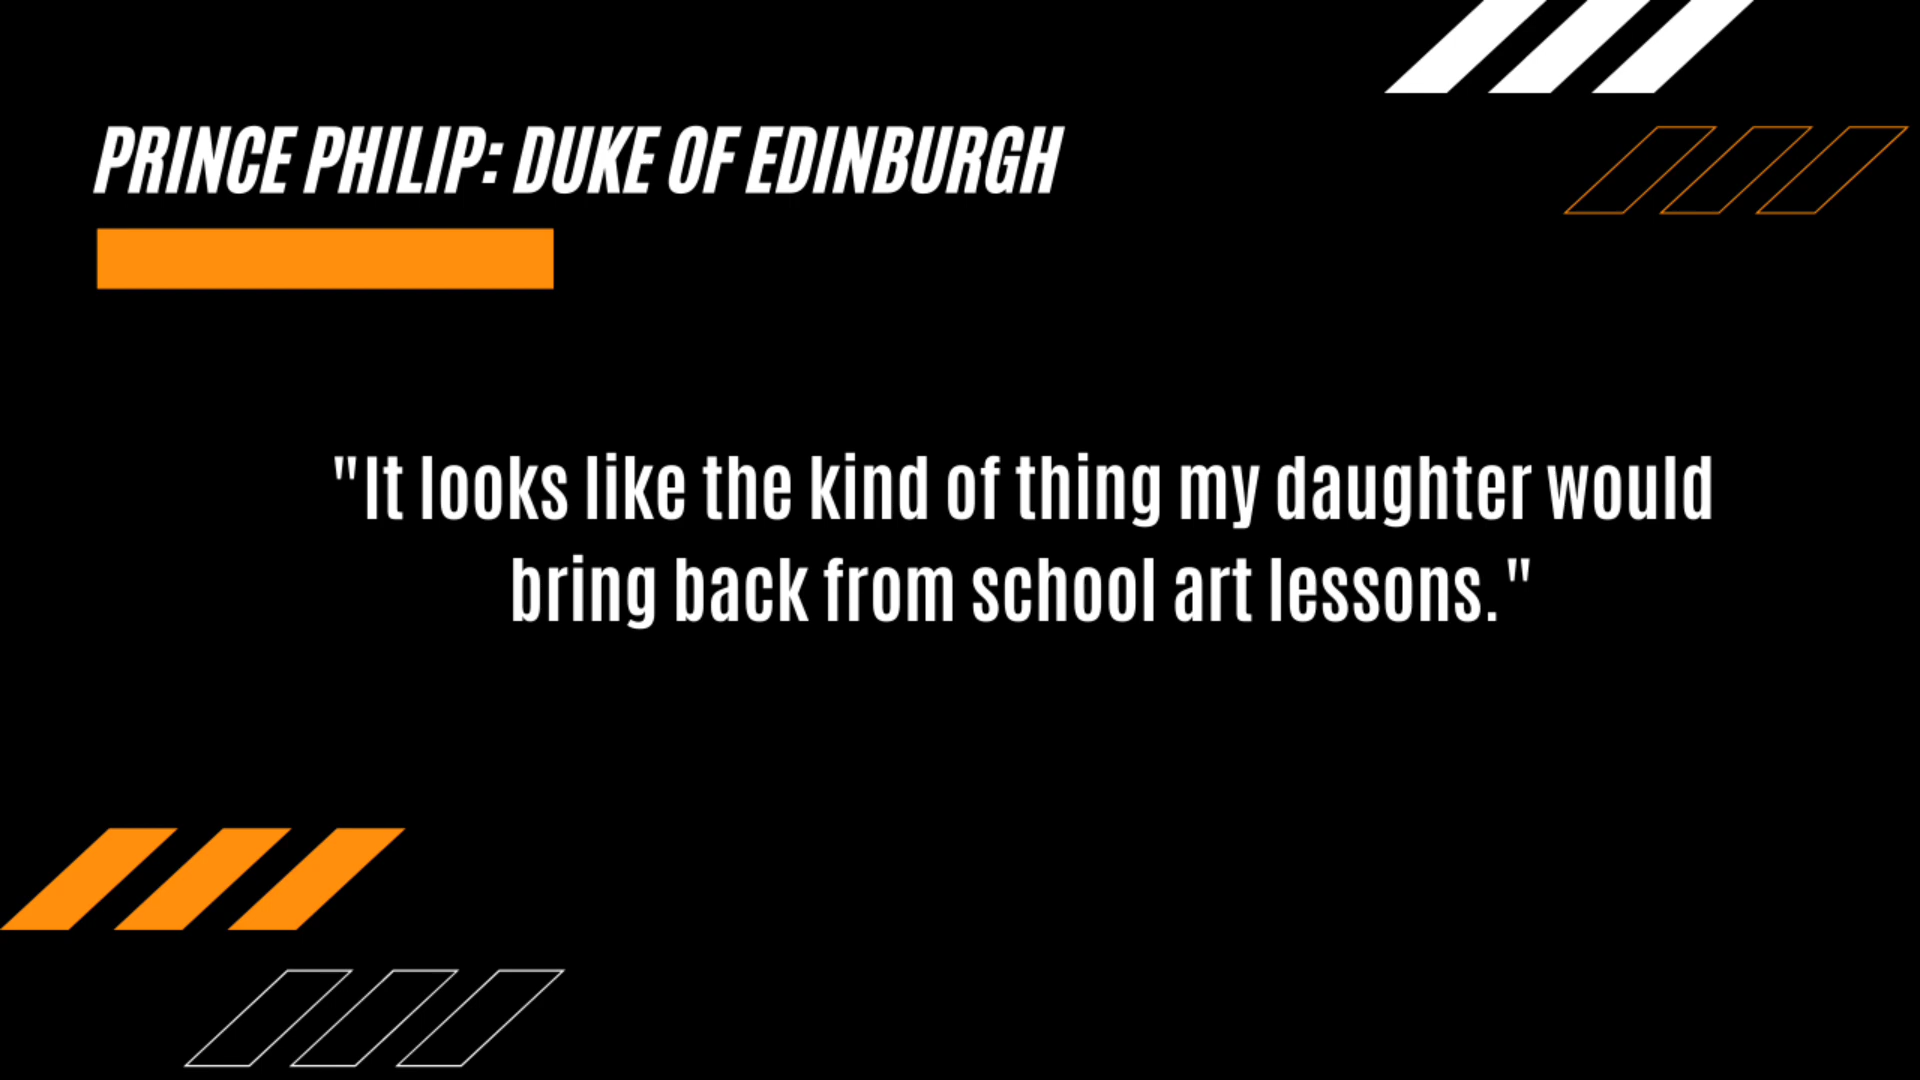 PRINCE PHILIP: DUKE OF EDINBURGH
"It looks like the kind of thing my daughter would
bring back from school art lessons."